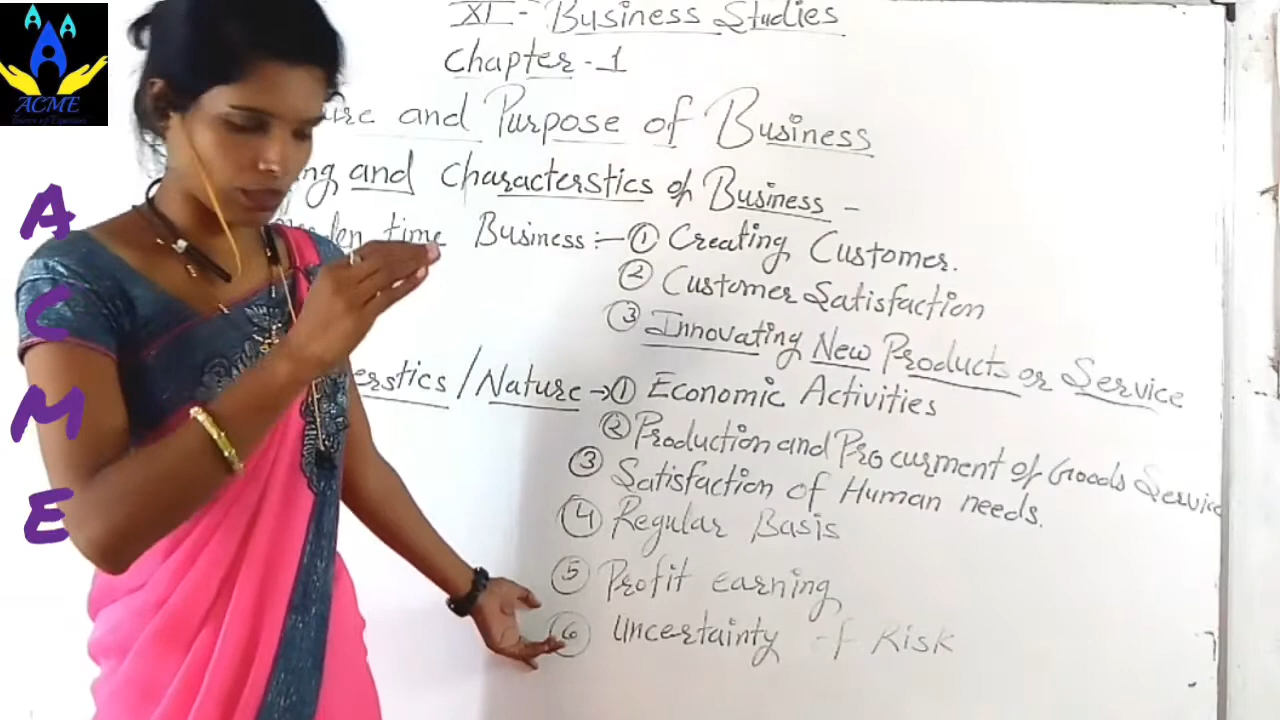 ACME
A
C
M
E
XI - Business Studies
Chapter - 1
and Purpose of Business
and Characterstics of Business -
time Business :- ① Creating Customer.
② Customer Satisfaction
③ Innovating New Products or Service
/ Nature → ① Economic Activities
② Production and Procurment of Goods Service
③ Satisfaction of Human needs.
④ Regular Basis
⑤ Profit earning
⑥ Uncertainty of Risk